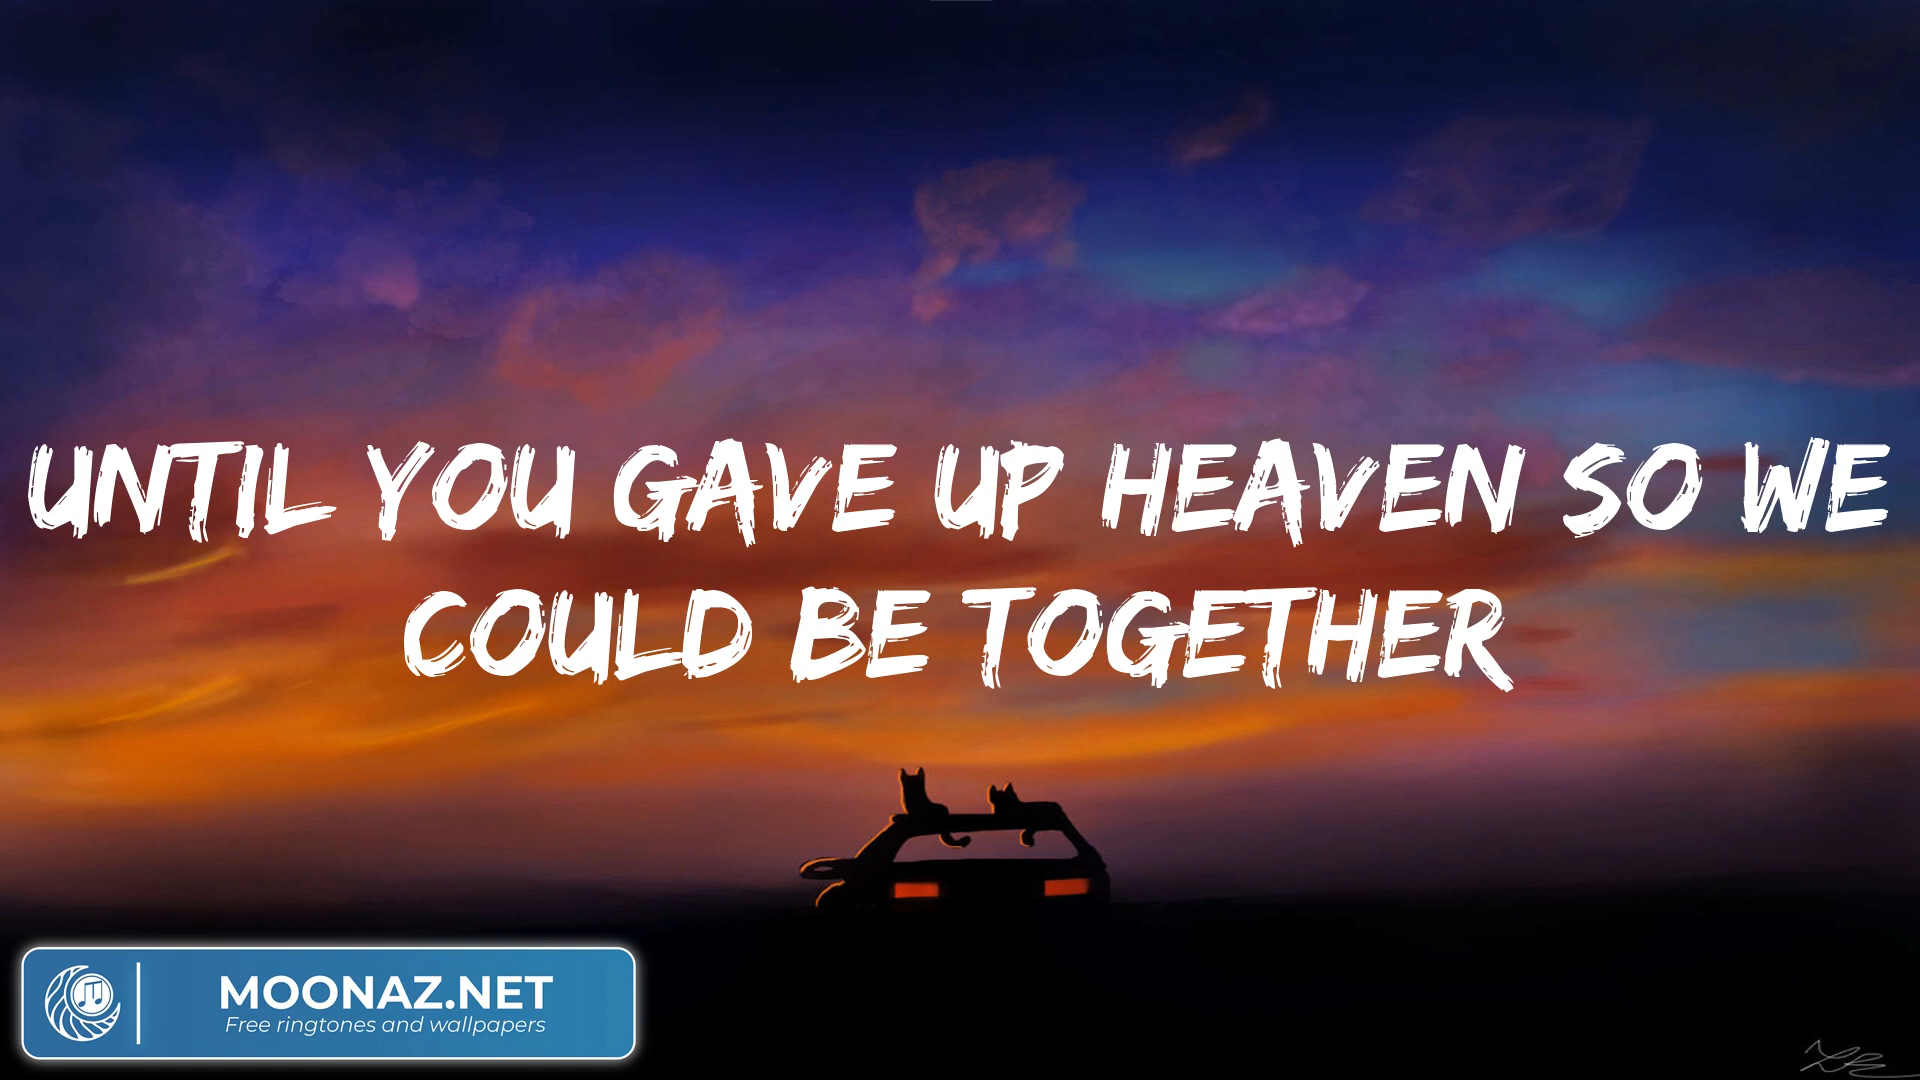 UNTIL YOU GAVE UP HEAVEN SO WE
COULD BE TOGETHER
MOONAZ.NET
Free ringtones and wallpapers